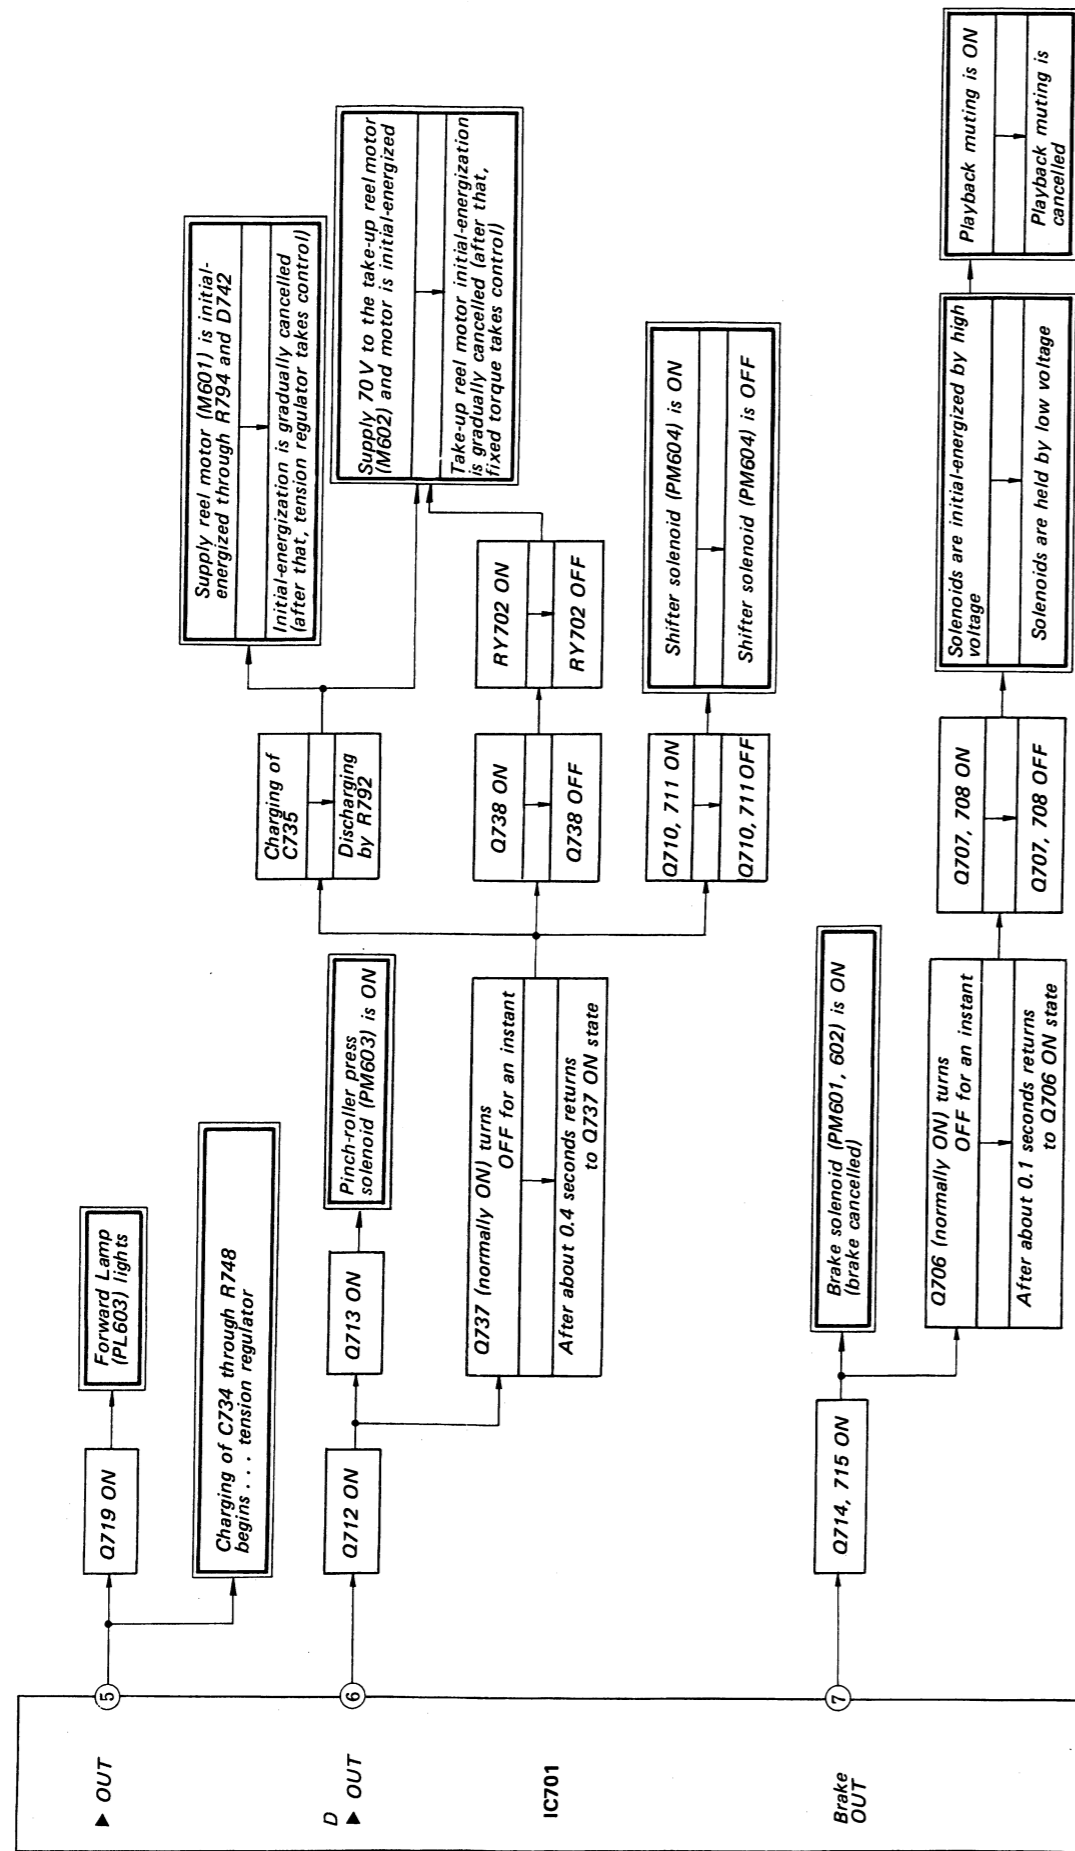 IC701
▶ OUT
5
Q719 ON
Forward Lamp
(PL603) lights
Charging of C734 through R748
begins . . . tension regulator
D
▶ OUT
6
Q712 ON
Q713 ON
Pinch-roller press
solenoid (PM603) is ON
Q737 (normally ON) turns
OFF for an instant
After about 0.4 seconds returns
to Q737 ON state
Charging of
C735
Discharging
by R792
Supply reel motor (M601) is initial-
energized through R794 and D742
Initial-energization is gradually cancelled
(after that, tension regulator takes control)
Q738 ON
Q738 OFF
RY702 ON
RY702 OFF
Supply 70V to the take-up reel motor
(M602) and motor is initial-energized
Take-up reel motor initial-energization
is gradually cancelled (after that,
fixed torque takes control)
Q710, 711 ON
Q710, 711 OFF
Shifter solenoid (PM604) is ON
Shifter solenoid (PM604) is OFF
Brake
OUT
7
Q714, 715 ON
Brake solenoid (PM601, 602) is ON
(brake cancelled)
Q706 (normally ON) turns
OFF for an instant
After about 0.1 seconds returns
to Q706 ON state
Q707, 708 ON
Q707, 708 OFF
Solenoids are initial-energized by high
voltage
Solenoids are held by low voltage
Playback muting is ON
Playback muting is
cancelled